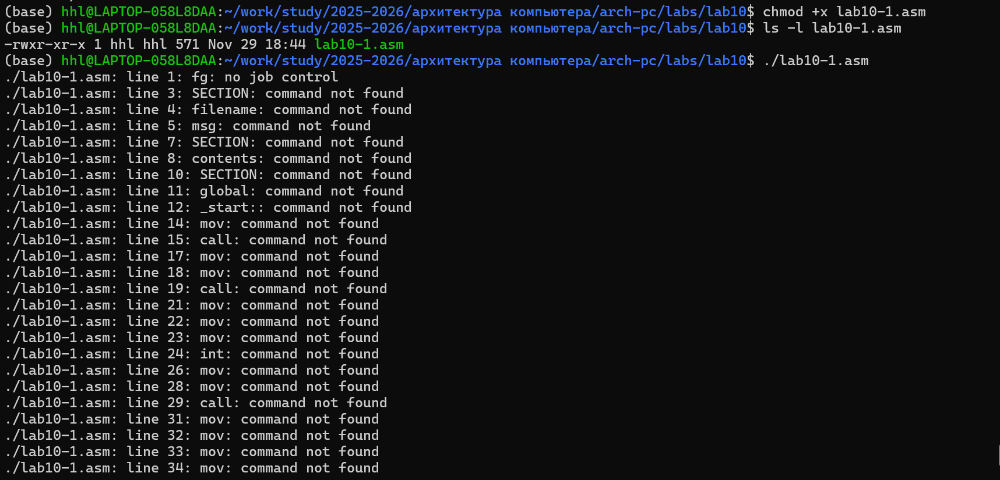 (base) hhl@LAPTOP-058L8DAA:~/work/study/2025-2026/архитектура компьютера/arch-pc/labs/lab10$ chmod +x lab10-1.asm
(base) hhl@LAPTOP-058L8DAA:~/work/study/2025-2026/архитектура компьютера/arch-pc/labs/lab10$ ls -l lab10-1.asm
-rwxr-xr-x 1 hhl hhl 571 Nov 29 18:44 lab10-1.asm
(base) hhl@LAPTOP-058L8DAA:~/work/study/2025-2026/архитектура компьютера/arch-pc/labs/lab10$ ./lab10-1.asm
./lab10-1.asm: line 1: fg: no job control
./lab10-1.asm: line 3: SECTION: command not found
./lab10-1.asm: line 4: filename: command not found
./lab10-1.asm: line 5: msg: command not found
./lab10-1.asm: line 7: SECTION: command not found
./lab10-1.asm: line 8: contents: command not found
./lab10-1.asm: line 10: SECTION: command not found
./lab10-1.asm: line 11: global: command not found
./lab10-1.asm: line 12: _start:: command not found
./lab10-1.asm: line 14: mov: command not found
./lab10-1.asm: line 15: call: command not found
./lab10-1.asm: line 17: mov: command not found
./lab10-1.asm: line 18: mov: command not found
./lab10-1.asm: line 19: call: command not found
./lab10-1.asm: line 21: mov: command not found
./lab10-1.asm: line 22: mov: command not found
./lab10-1.asm: line 23: mov: command not found
./lab10-1.asm: line 24: int: command not found
./lab10-1.asm: line 26: mov: command not found
./lab10-1.asm: line 28: mov: command not found
./lab10-1.asm: line 29: call: command not found
./lab10-1.asm: line 31: mov: command not found
./lab10-1.asm: line 32: mov: command not found
./lab10-1.asm: line 33: mov: command not found
./lab10-1.asm: line 34: mov: command not found